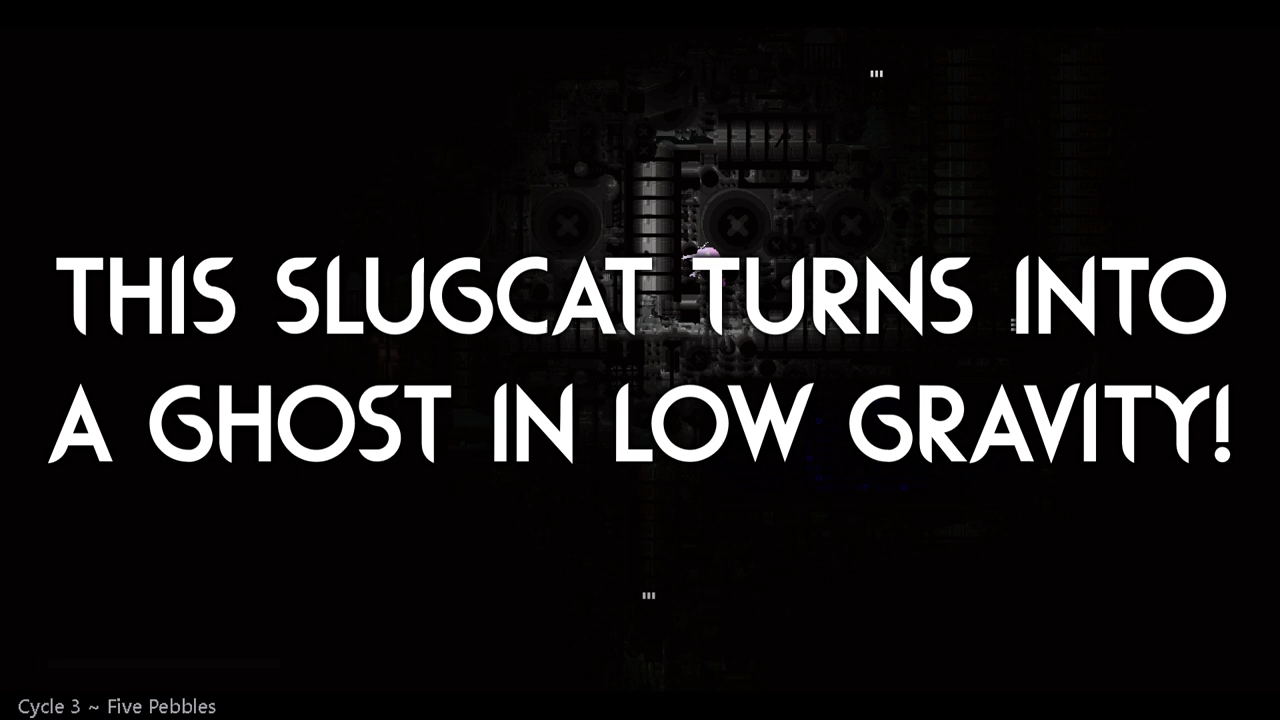 THIS SLUGCAT TURNS INTO
A GHOST IN LOW GRAVITY!
Cycle 3 ~ Five Pebbles